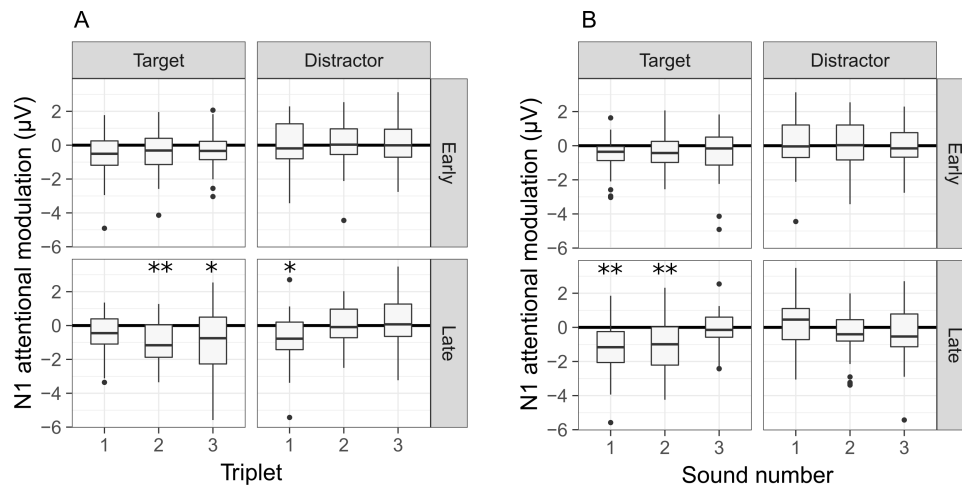 A
Target Distractor
N1 attentional modulation (µV)
2
0
−2
−4
−6
Early
** * *
2
0
−2
−4
−6
Late
1 2 3 1 2 3
Triplet
B
Target Distractor
N1 attentional modulation (µV)
2
0
−2
−4
−6
Early
** **
2
0
−2
−4
−6
Late
1 2 3 1 2 3
Sound number